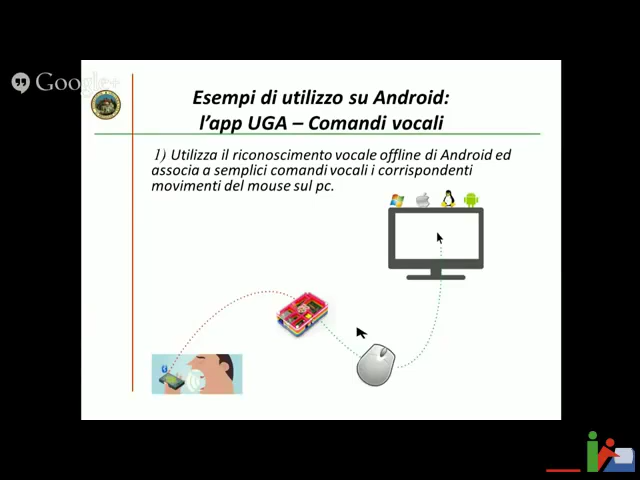 Google+
Esempi di utilizzo su Android:
l’app UGA – Comandi vocali
1) Utilizza il riconoscimento vocale offline di Android ed
associa a semplici comandi vocali i corrispondenti
movimenti del mouse sul pc.